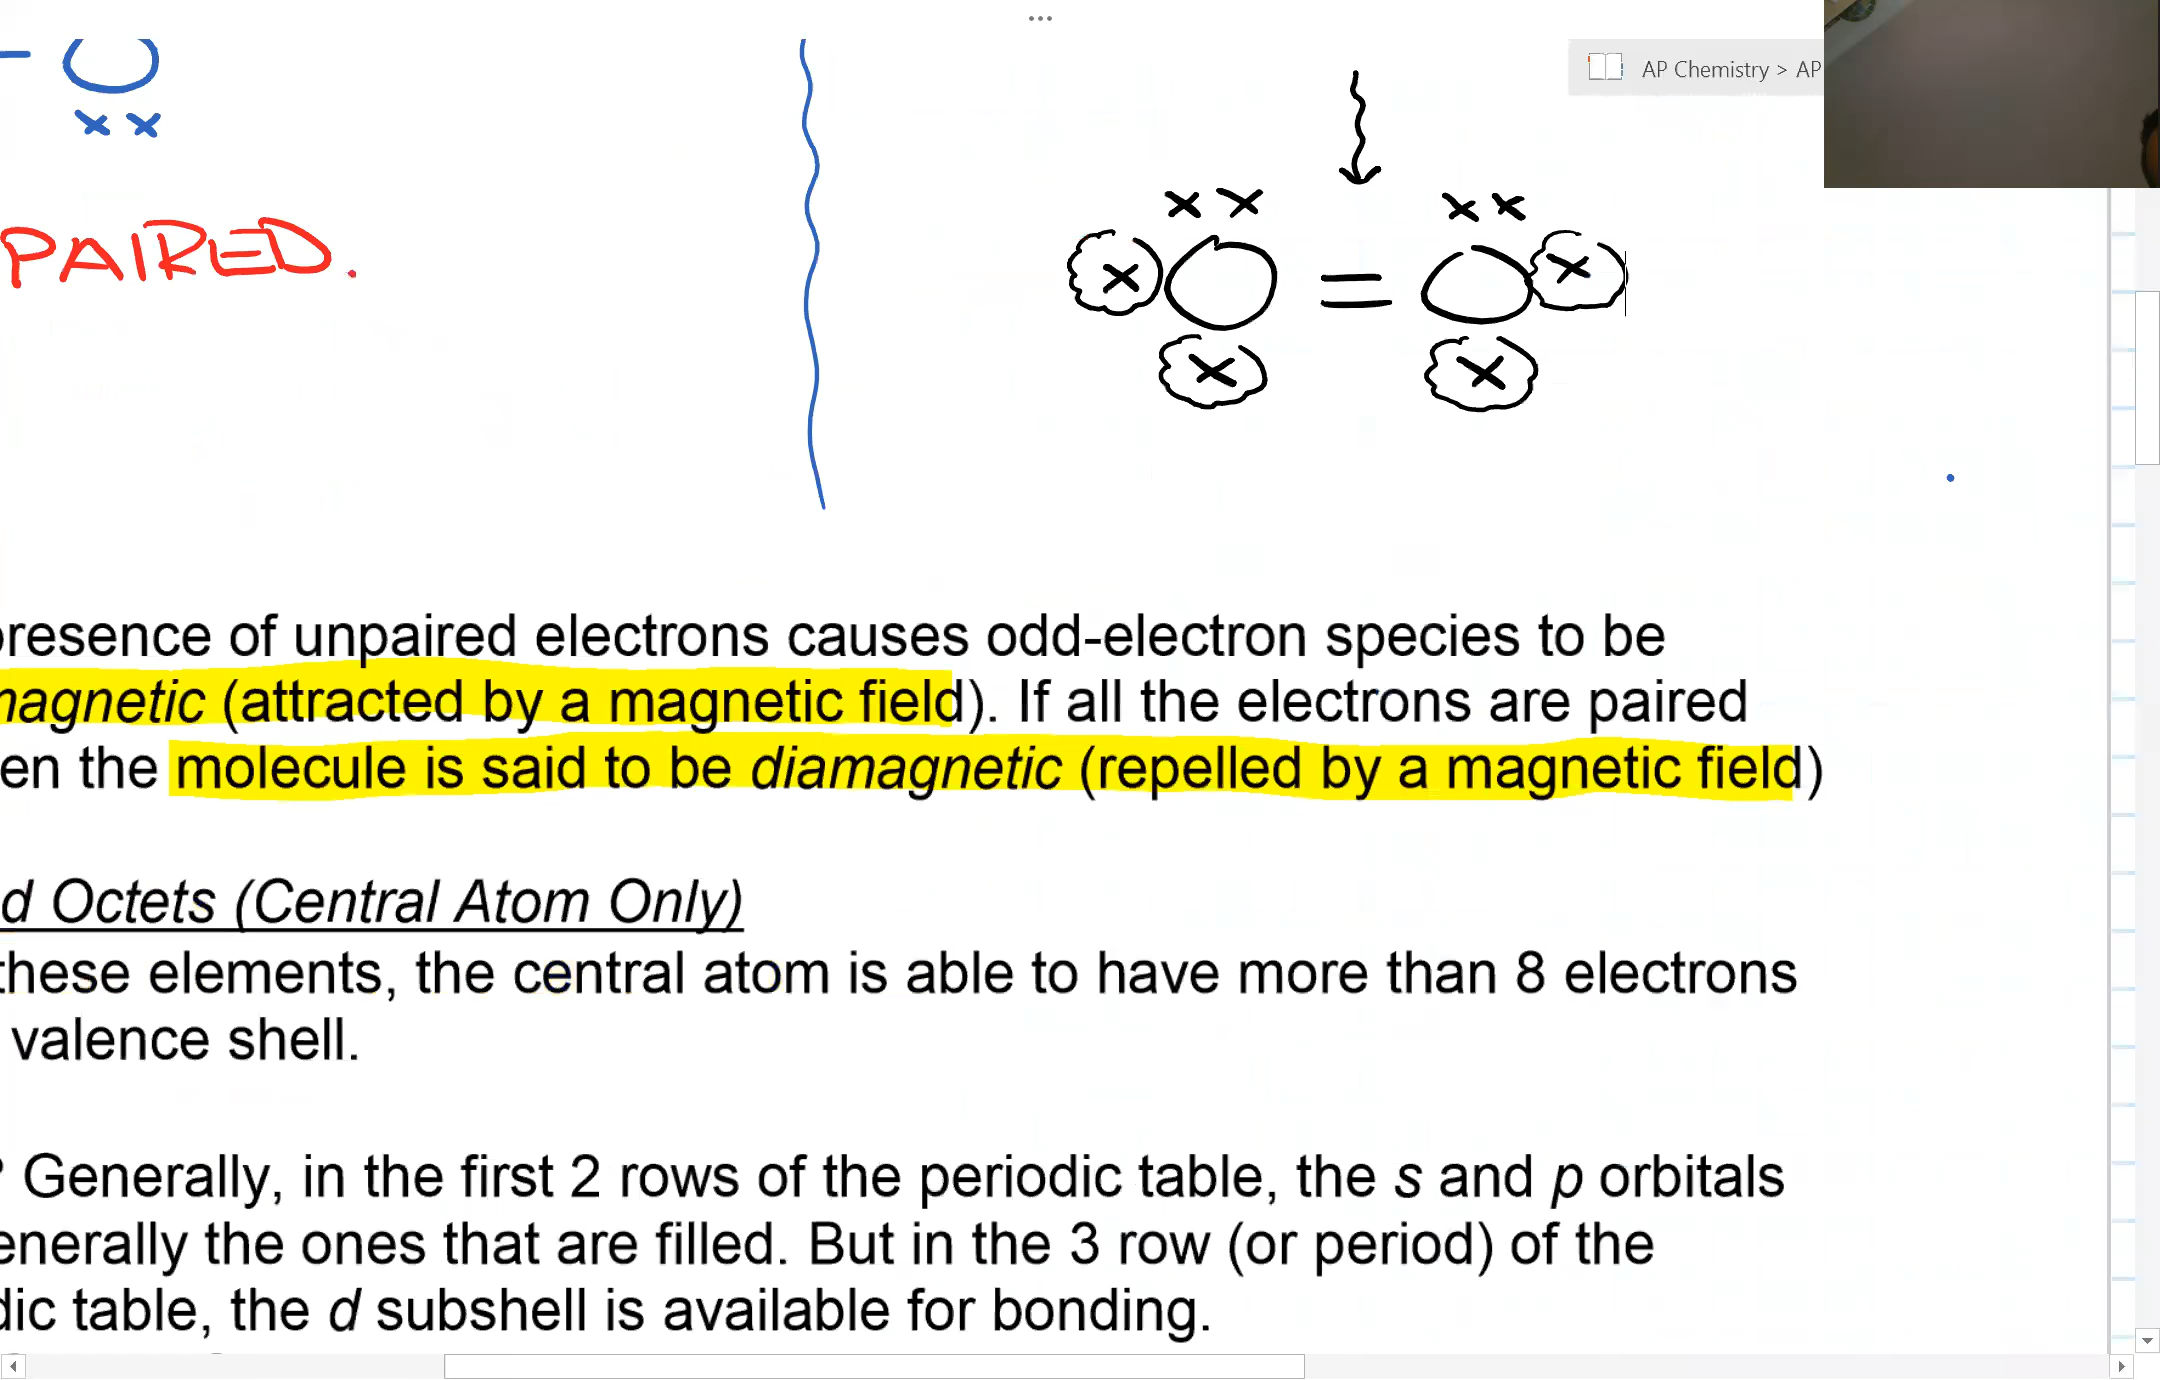 AP Chemistry > AP
– O
x x
x x x x
x O = O x
x x
PAIRED.
presence of unpaired electrons causes odd-electron species to be
magnetic (attracted by a magnetic field). If all the electrons are paired
en the molecule is said to be diamagnetic (repelled by a magnetic field)
d Octets (Central Atom Only)
these elements, the central atom is able to have more than 8 electrons
valence shell.
? Generally, in the first 2 rows of the periodic table, the s and p orbitals
enerally the ones that are filled. But in the 3 row (or period) of the
dic table, the d subshell is available for bonding.